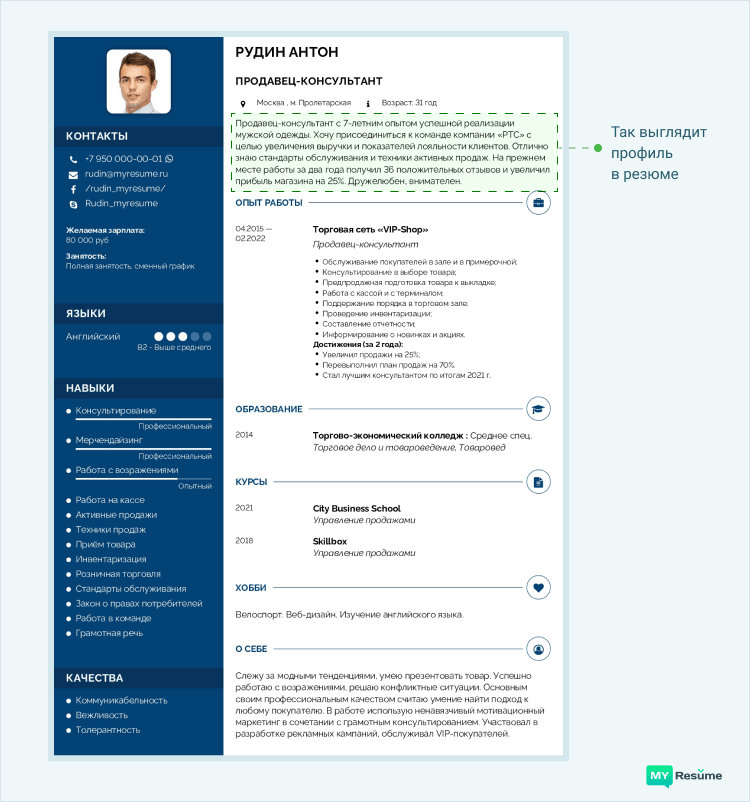 КОНТАКТЫ
+7 950 000-00-01
rudin@myresume.ru
/rudin_myresume/
Rudin_myresume
Желаемая зарплата:
80 000 руб
Занятость:
Полная занятость, сменный график
ЯЗЫКИ
Английский
B2 - Выше среднего
НАВЫКИ
Консультирование
Профессиональный
Мерчендайзинг
Профессиональный
Работа с возражениями
Опытный
Работа на кассе
Активные продажи
Техники продаж
Приём товара
Инвентаризация
Розничная торговля
Стандарты обслуживания
Закон о правах потребителей
Работа в команде
Грамотная речь
КАЧЕСТВА
Коммуникабельность
Вежливость
Толерантность
РУДИН АНТОН
ПРОДАВЕЦ-КОНСУЛЬТАНТ
Москва , м. Пролетарская Возраст: 31 год
Продавец-консультант с 7-летним опытом успешной реализации
мужской одежды. Хочу присоединиться к команде компании «РТС» с
целью увеличения выручки и показателей лояльности клиентов. Отлично
знаю стандарты обслуживания и техники активных продаж. На прежнем
месте работы за два года получил 36 положительных отзывов и увеличил
прибыль магазина на 25%. Дружелюбен, внимателен.
ОПЫТ РАБОТЫ
04.2015 —
02.2022
Торговая сеть «VIP-Shop»
Продавец-консультант
Обслуживание покупателей в зале и в примерочной;
Консультирование в выборе товара;
Предпродажная подготовка товара к выкладке;
Работа с кассой и с терминалом;
Поддержание порядка в торговом зале;
Проведение инвентаризации;
Составление отчетности;
Информирование о новинках и акциях.
Достижения (за 2 года):
Увеличил продажи на 25%;
Перевыполнил план продаж на 70%.
Стал лучшим консультантом по итогам 2021 г.
ОБРАЗОВАНИЕ
2014
Торгово-экономический колледж : Среднее спец.
Торговое дело и товароведение, Товаровед
КУРСЫ
2021
City Business School
Управление продажами
2018
Skillbox
Управление продажами
ХОББИ
Велоспорт. Веб-дизайн. Изучение английского языка.
О СЕБЕ
Слежу за модными тенденциями, умею презентовать товар. Успешно
работаю с возражениями, решаю конфликтные ситуации. Основным
своим профессиональным качеством считаю умение найти подход к
любому покупателю. В работе использую ненавязчивый мотивационный
маркетинг в сочетании с грамотным консультированием. Участвовал в
разработке рекламных кампаний, обслуживал VIP-покупателей.
Так выглядит
профиль
в резюме
MY Resume